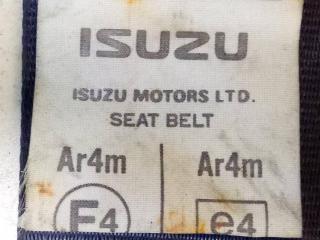 ISUZU
ISUZU MOTORS LTD.
SEAT BELT
Ar4m Ar4m
E4 e4